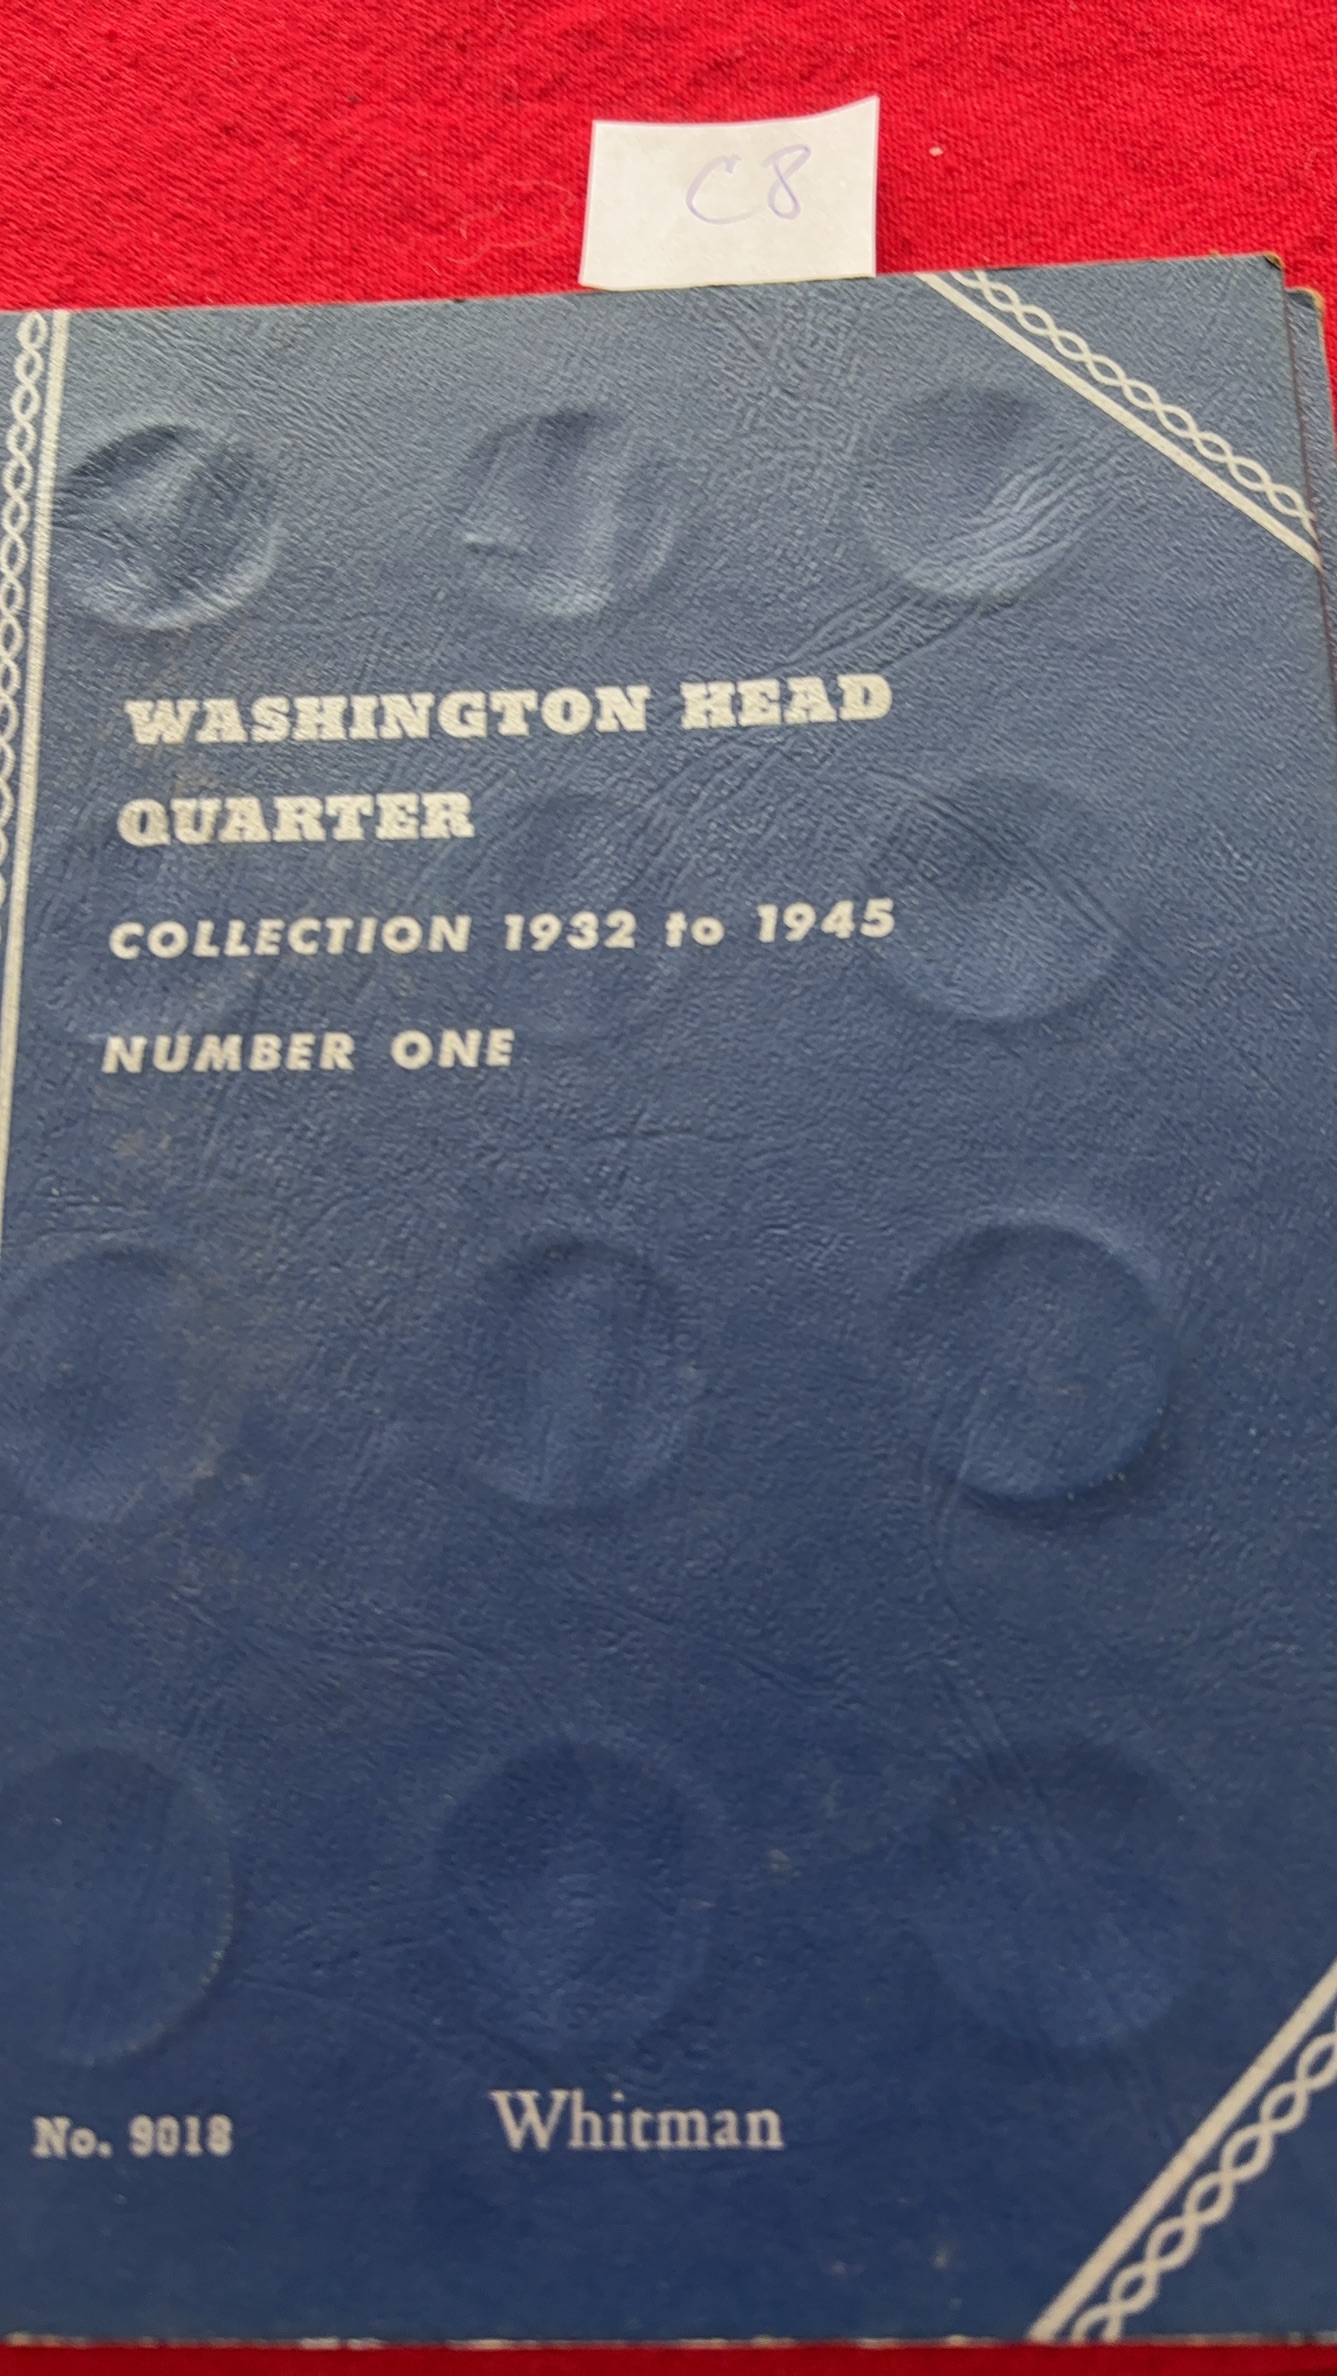 C8
WASHINGTON HEAD
QUARTER
COLLECTION 1932 to 1945
NUMBER ONE
No. 9018
Whitman